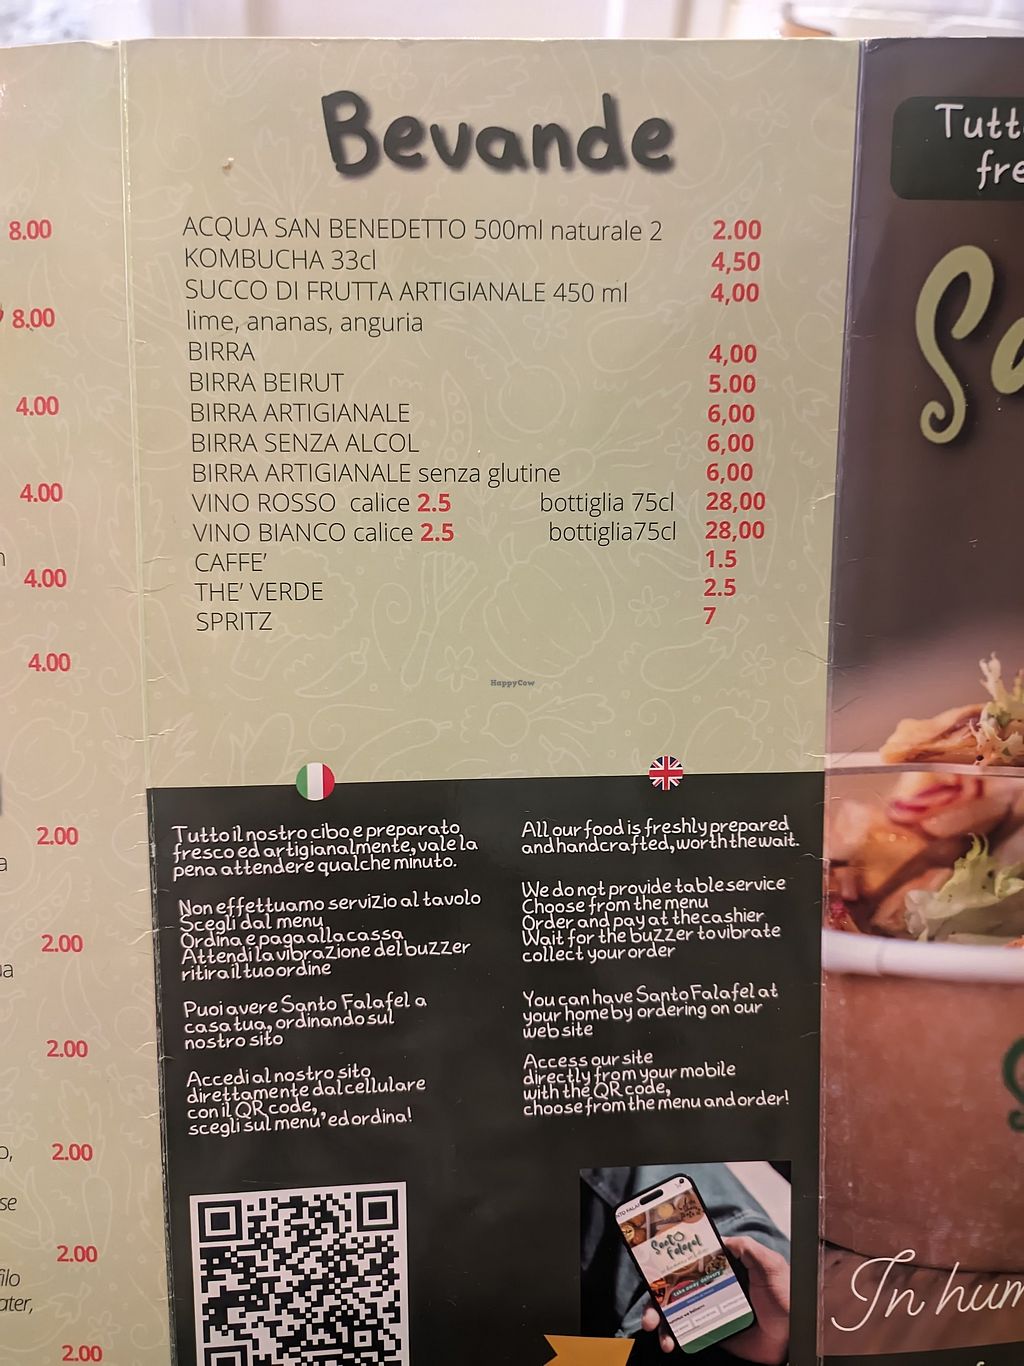 Bevande
ACQUA SAN BENEDETTO 500ml naturale 2 2.00
KOMBUCHA 33cl 4,50
SUCCO DI FRUTTA ARTIGIANALE 450 ml 4,00
lime, ananas, anguria
BIRRA 4,00
BIRRA BEIRUT 5.00
BIRRA ARTIGIANALE 6,00
BIRRA SENZA ALCOL 6,00
BIRRA ARTIGIANALE senza glutine 6,00
VINO ROSSO calice 2.5 bottiglia 75cl 28,00
VINO BIANCO calice 2.5 bottiglia75cl 28,00
CAFFE' 1.5
THE' VERDE 2.5
SPRITZ 7
HappyCow
Tutto il nostro cibo e preparato
fresco ed artigianalmente, vale la
pena attendere qualche minuto.
Non effettuamo servizio al tavolo
Scegli dal menu
Ordina e paga alla cassa
Attendi la vibrazione del buzzer
ritira il tuo ordine
Puoi avere Santo Falafel a
casa tua, ordinando sul
nostro sito
Accedi al nostro sito
direttamente dal cellulare
con il QR code,
scegli sul menu' ed ordina!
All our food is freshly prepared
and handcrafted, worth the wait.
We do not provide table service
Choose from the menu
Order and pay at the cashier
Wait for the buzzer to vibrate
collect your order
You can have Santo Falafel at
your home by ordering on our
web site
Access our site
directly from your mobile
with the QR code,
choose from the menu and order!
Santo
Falafel
take away delivery
8.00
8.00
4.00
4.00
4.00
4.00
2.00
2.00
2.00
2.00
2.00
2.00
Tutt
fre
Sa
In hum